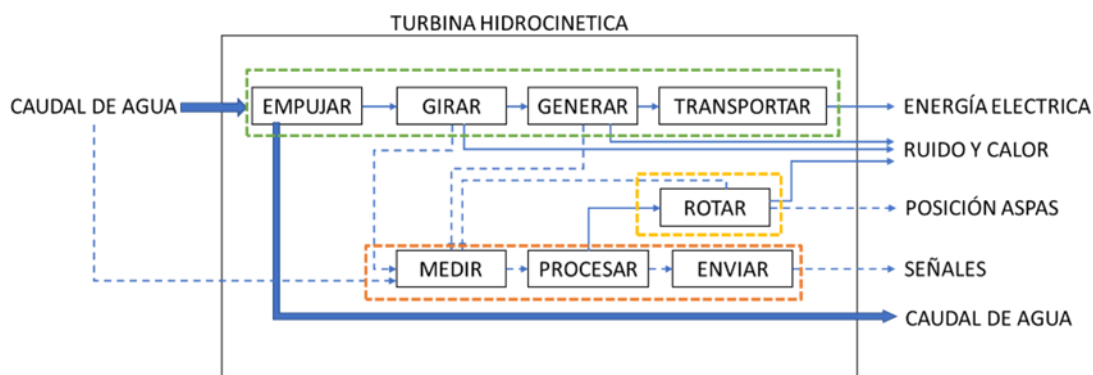 TURBINA HIDROCINETICA
CAUDAL DE AGUA
EMPUJAR
GIRAR
GENERAR
TRANSPORTAR
ENERGÍA ELECTRICA
RUIDO Y CALOR
ROTAR
POSICIÓN ASPAS
MEDIR
PROCESAR
ENVIAR
SEÑALES
CAUDAL DE AGUA